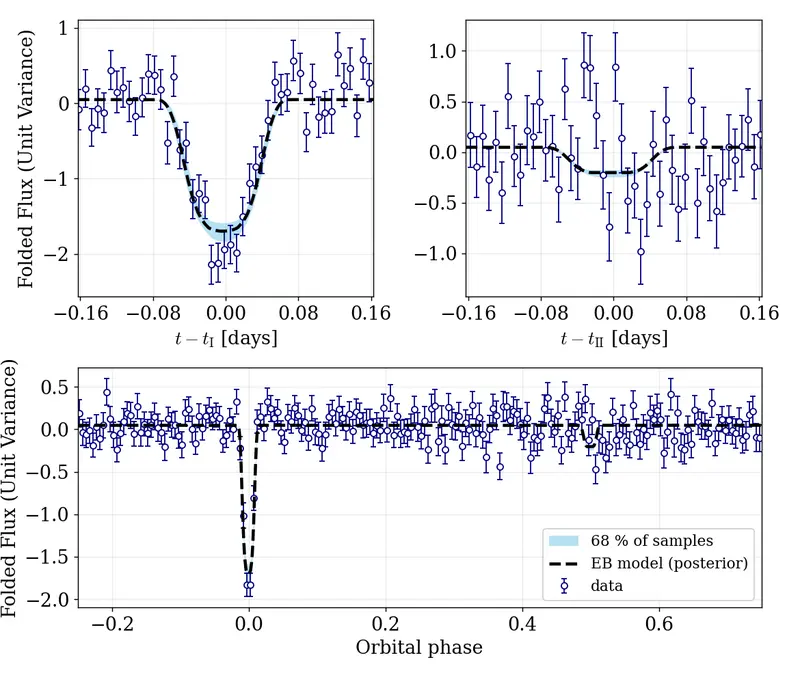 Folded Flux (Unit Variance)
1
0
−1
−2
−0.16 −0.08 0.00 0.08 0.16
t − tI [days]
1.0
0.5
0.0
−0.5
−1.0
−0.16 −0.08 0.00 0.08 0.16
t − tII [days]
Folded Flux (Unit Variance)
0.5
0.0
−0.5
−1.0
−1.5
−2.0
68 % of samples
EB model (posterior)
data
−0.2 0.0 0.2 0.4 0.6
Orbital phase